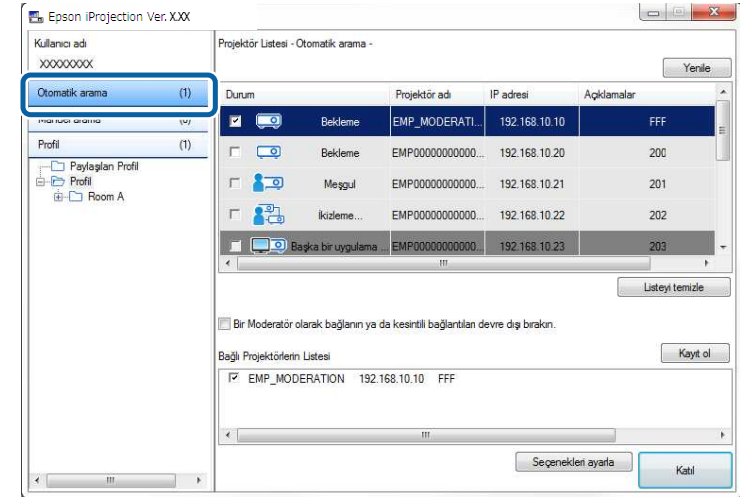 Epson iProjection Ver. X.XX
Kullanıcı adı
XXXXXXXX
Otomatik arama (1)
Manuel arama (0)
Profil (1)
Paylaşlan Profil
Profil
Room A
Projektör Listesi - Otomatik arama -
Yenile
Durum Projektör adı IP adresi Açıklamalar
Bekleme EMP_MODERATI... 192.168.10.10 FFF
Bekleme EMP00000000000... 192.168.10.20 200
Meşgul EMP00000000000... 192.168.10.21 201
İkizleme... EMP00000000000... 192.168.10.22 202
Başka bir uygulama ... EMP00000000000... 192.168.10.23 203
Listeyi temizle
Bir Moderatör olarak bağlanın ya da kesintili bağlantıları devre dışı bırakın.
Bağlı Projektörlerin Listesi
Kayıt ol
EMP_MODERATION 192.168.10.10 FFF
Seçenekleri ayarla
Katıl